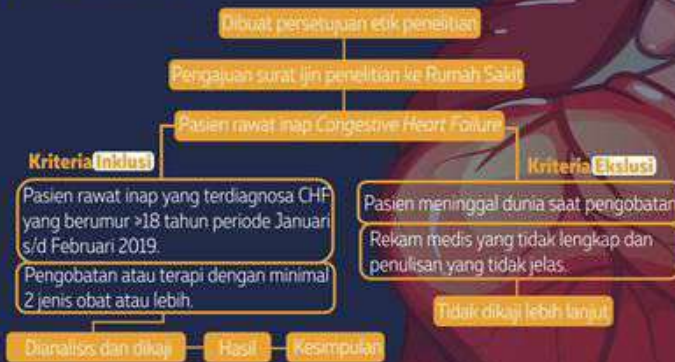 Dibuat persetujuan etik penelitian
Pengajuan surat ijin penelitian ke Rumah Sakit
Pasien rawat inap Congestive Heart Failure
Kriteria Inklusi
Pasien rawat inap yang terdiagnosa CHF
yang berumur >18 tahun periode Januari
s/d Februari 2019.
Pengobatan atau terapi dengan minimal
2 jenis obat atau lebih.
Kriteria Ekslusi
Pasien meninggal dunia saat pengobatan
Rekam medis yang tidak lengkap dan
penulisan yang tidak jelas.
Tidak dikaji lebih lanjut
Dianalisis dan dikaji
Hasil
Kesimpulan